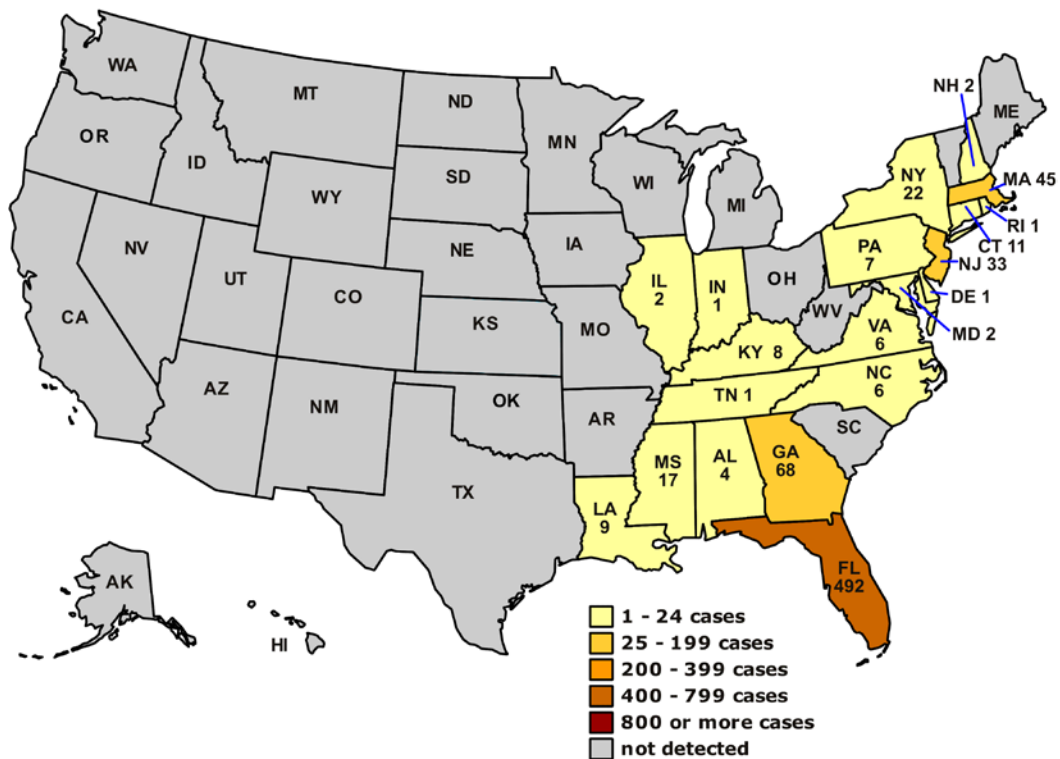 WA
MT
ND
MN
NH 2
ME
OR
ID
WY
SD
WI
MI
NY
22
MA 45
RI 1
CT 11
NJ 33
NV
UT
CO
NE
IA
IL
2
IN
1
OH
PA
7
DE 1
MD 2
CA
KS
MO
WV
VA
6
KY 8
NC
6
AZ
NM
OK
AR
TN 1
SC
TX
LA
9
MS
17
AL
4
GA
68
FL
492
AK
HI
1 - 24 cases
25 - 199 cases
200 - 399 cases
400 - 799 cases
800 or more cases
not detected